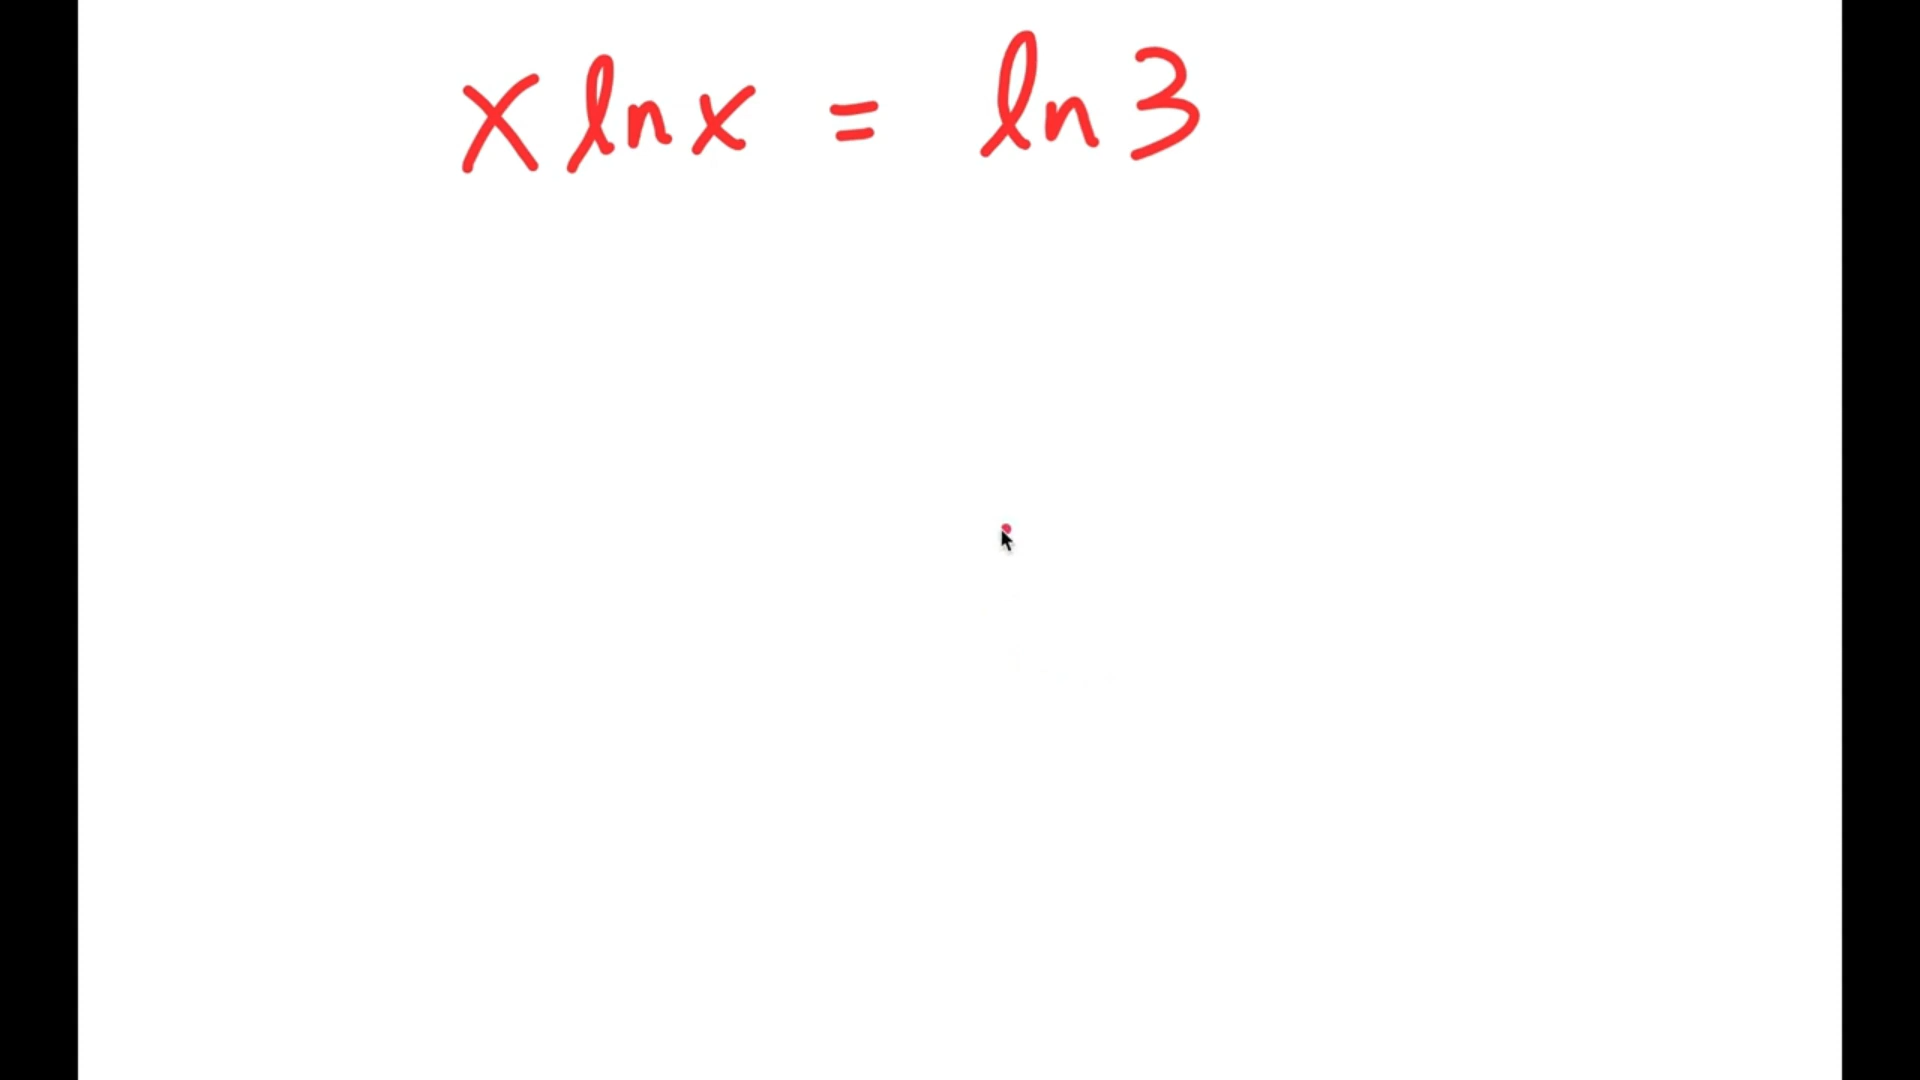 x ln x = ln 3